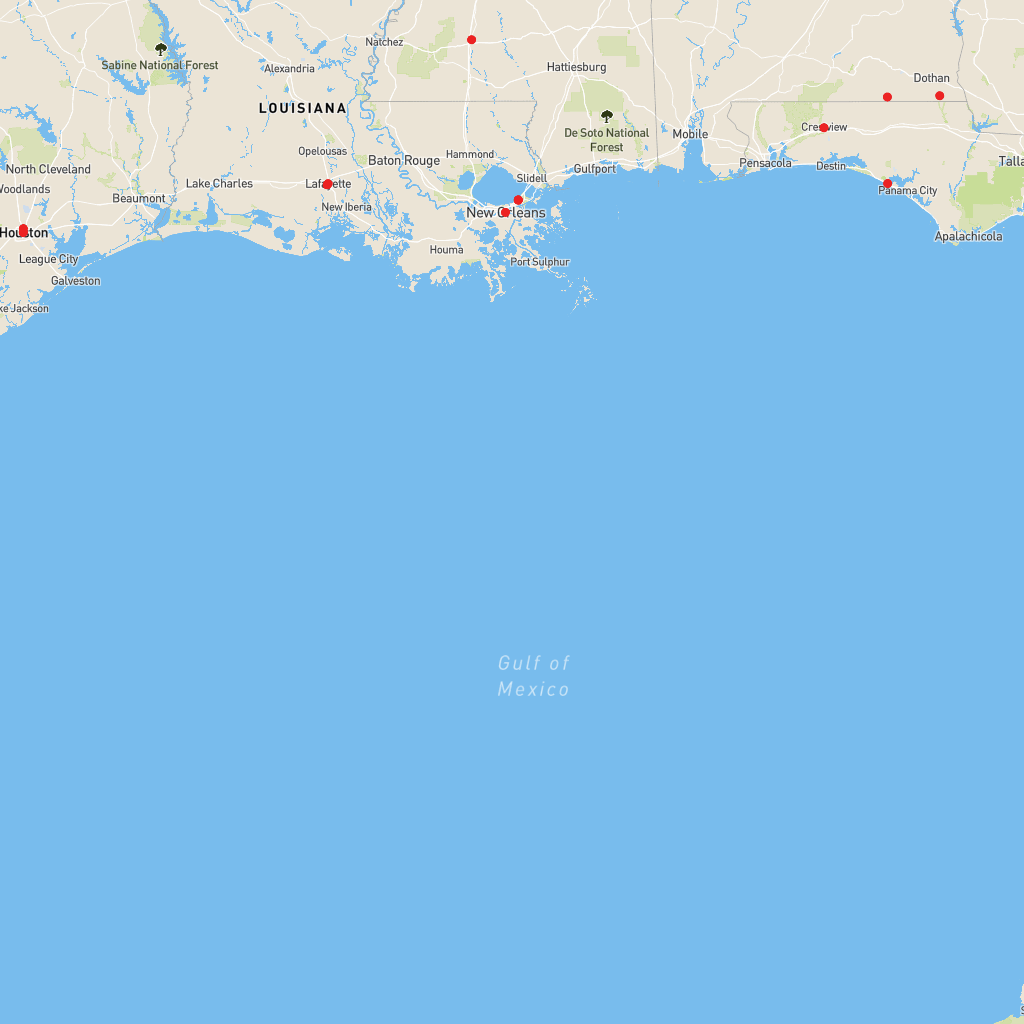 Natchez
Sabine National Forest
Alexandria
Hattiesburg
Dothan
LOUISIANA
De Soto National
Forest
Mobile
Crestview
Opelousas
Baton Rouge
Hammond
North Cleveland
Lake Charles
Lafayette
Slidell
Gulfport
Pensacola
Destin
Talla
Woodlands
Beaumont
New Iberia
New Orleans
Panama City
Houston
League City
Houma
Port Sulphur
Apalachicola
Galveston
ke Jackson
Gulf of
Mexico